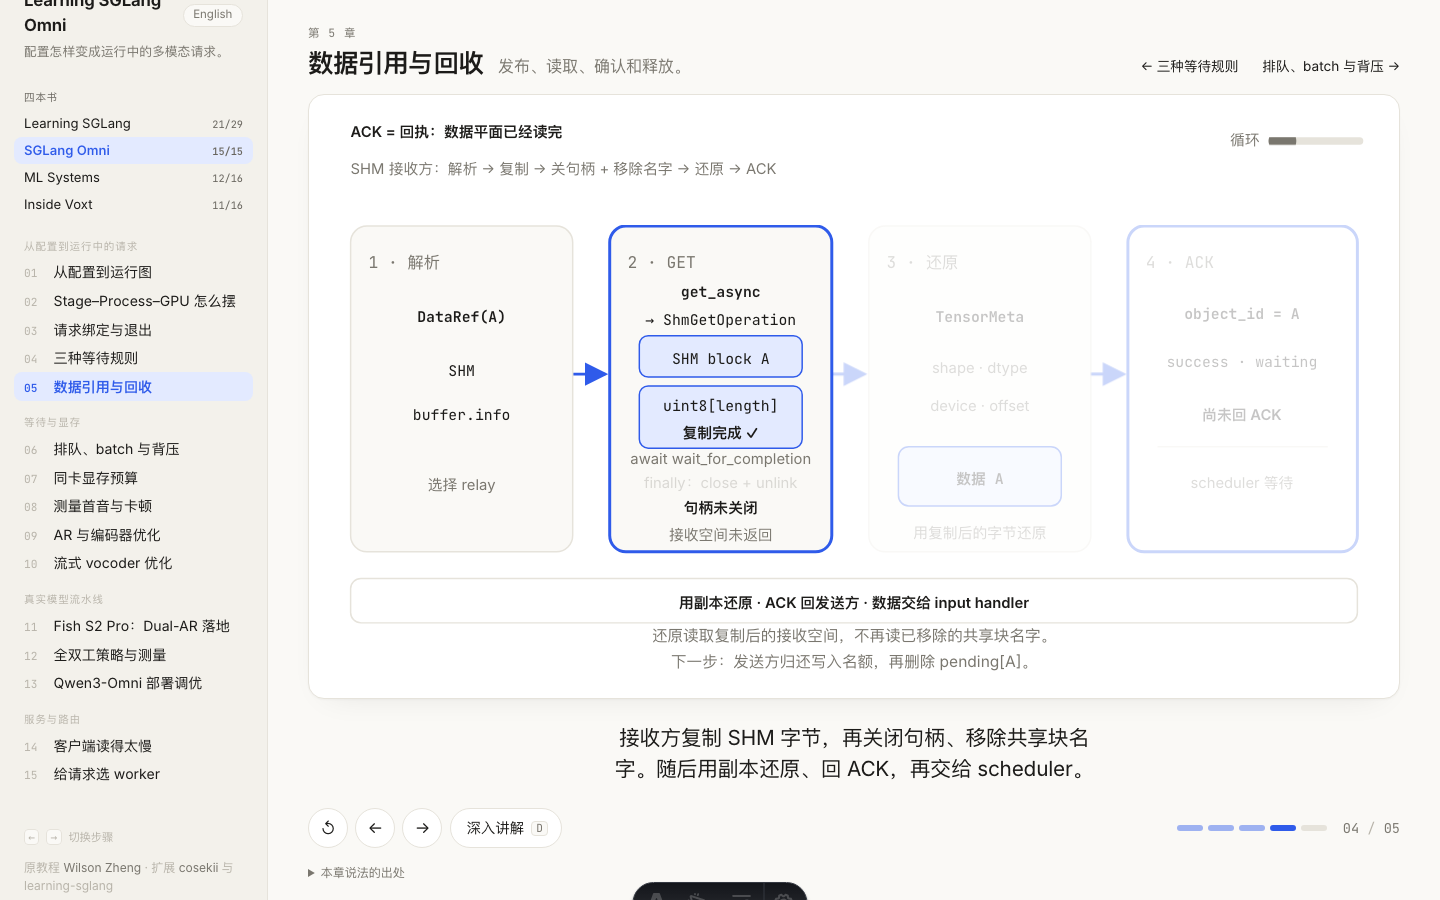 Learning SGLang
Omni
English
配置怎样变成运行中的多模态请求。
四本书
Learning SGLang 21/29
SGLang Omni 15/15
ML Systems 12/16
Inside Voxt 11/16
从配置到运行中的请求
01 从配置到运行图
02 Stage–Process–GPU 怎么摆
03 请求绑定与退出
04 三种等待规则
05 数据引用与回收
等待与显存
06 排队、batch 与背压
07 同卡显存预算
08 测量首音与卡顿
09 AR 与编码器优化
10 流式 vocoder 优化
真实模型流水线
11 Fish S2 Pro：Dual-AR 落地
12 全双工策略与测量
13 Qwen3-Omni 部署调优
服务与路由
14 客户端读得太慢
15 给请求选 worker
← → 切换步骤
原教程 Wilson Zheng · 扩展 cosekii 与
learning-sglang
第 5 章
数据引用与回收 发布、读取、确认和释放。
← 三种等待规则 排队、batch 与背压 →
ACK = 回执：数据平面已经读完
循环
SHM 接收方：解析 → 复制 → 关句柄 + 移除名字 → 还原 → ACK
1 · 解析
DataRef(A)
SHM
buffer.info
选择 relay
2 · GET
get_async
→ ShmGetOperation
SHM block A
uint8[length]
复制完成 ✓
await wait_for_completion
finally：close + unlink
句柄未关闭
接收空间未返回
3 · 还原
TensorMeta
shape · dtype
device · offset
数据 A
用复制后的字节还原
4 · ACK
object_id = A
success · waiting
尚未回 ACK
scheduler 等待
用副本还原 · ACK 回发送方 · 数据交给 input handler
还原读取复制后的接收空间，不再读已移除的共享块名字。
下一步：发送方归还写入名额，再删除 pending[A]。
接收方复制 SHM 字节，再关闭句柄、移除共享块名
字。随后用副本还原、回 ACK，再交给 scheduler。
← → 深入讲解 D
04 / 05
▶ 本章说法的出处